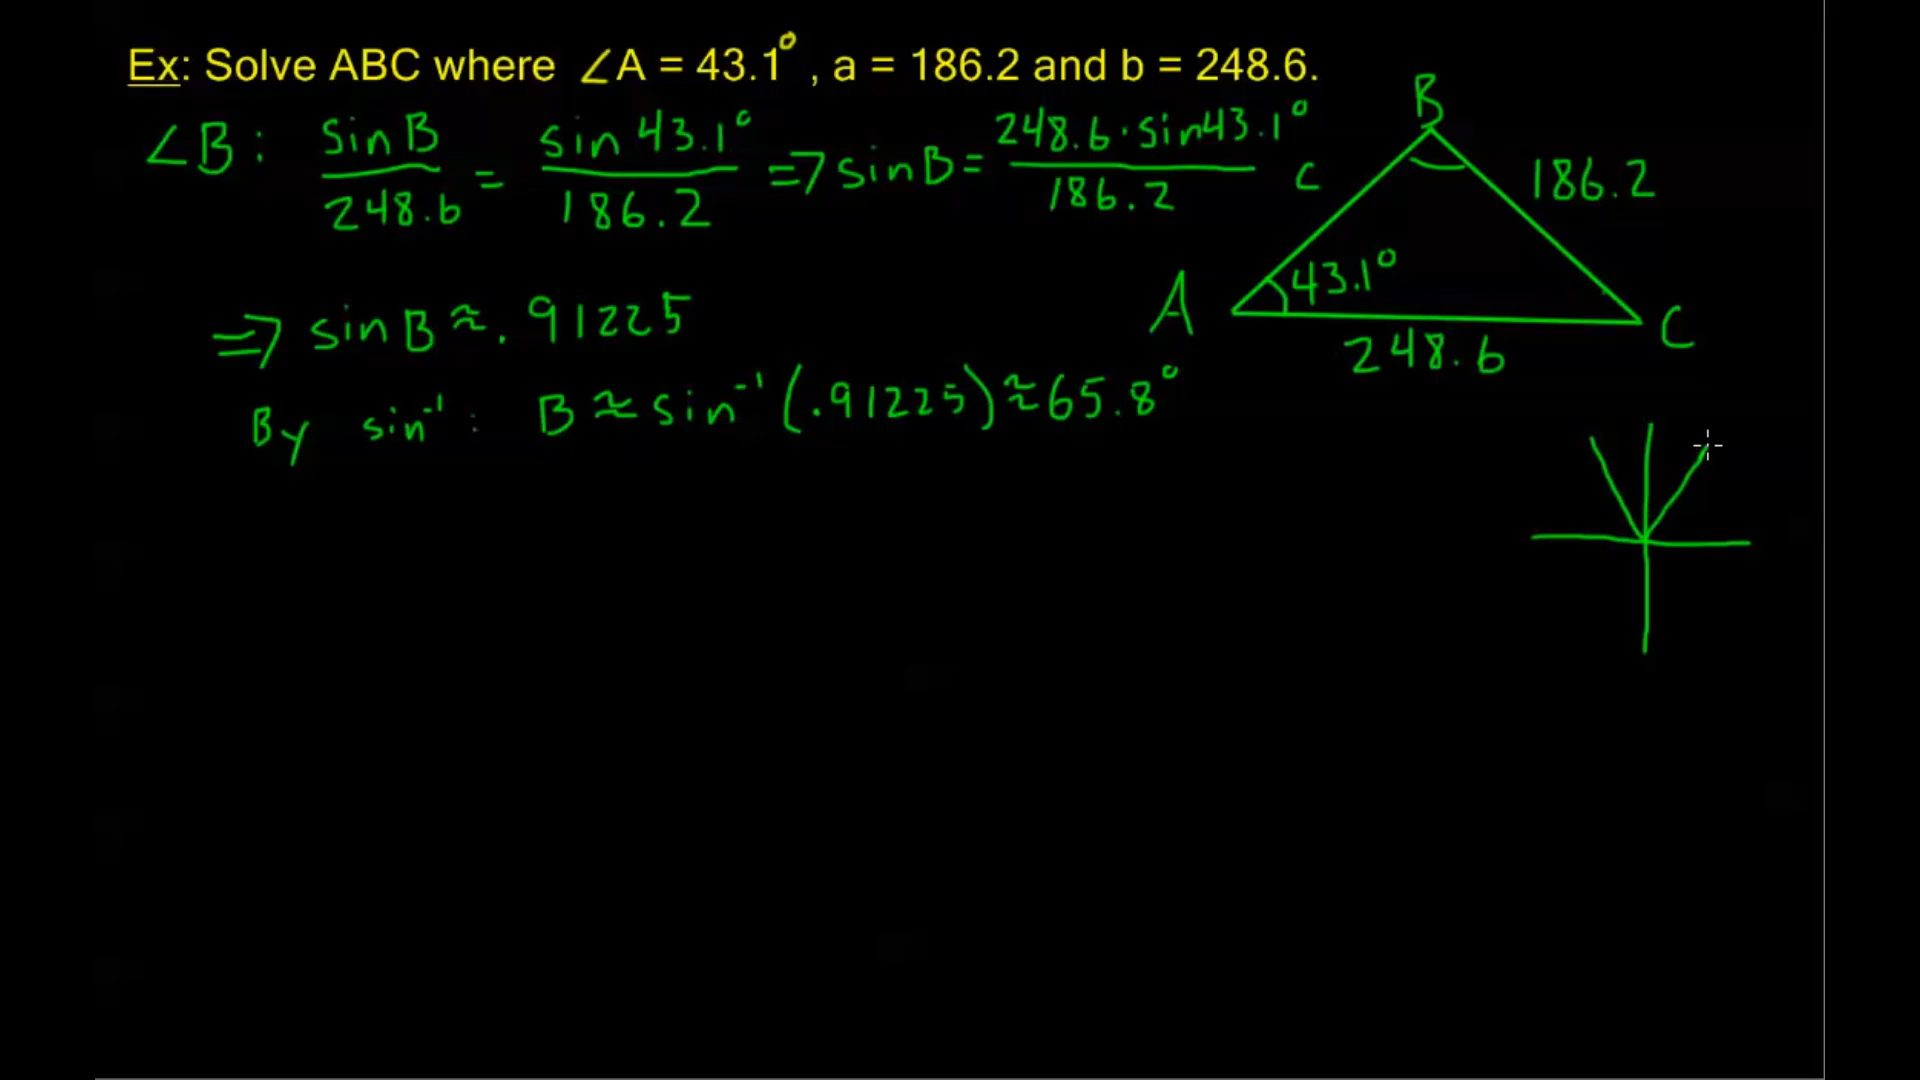 Ex: Solve ABC where ∠A = 43.1°, a = 186.2 and b = 248.6.
∠B: sin B / 248.6 = sin 43.1° / 186.2 => sin B = 248.6 · sin 43.1° / 186.2
=> sin B ≈ .91225
By sin⁻¹: B ≈ sin⁻¹(.91225) ≈ 65.8°
B
c
186.2
A
43.1°
C
248.6